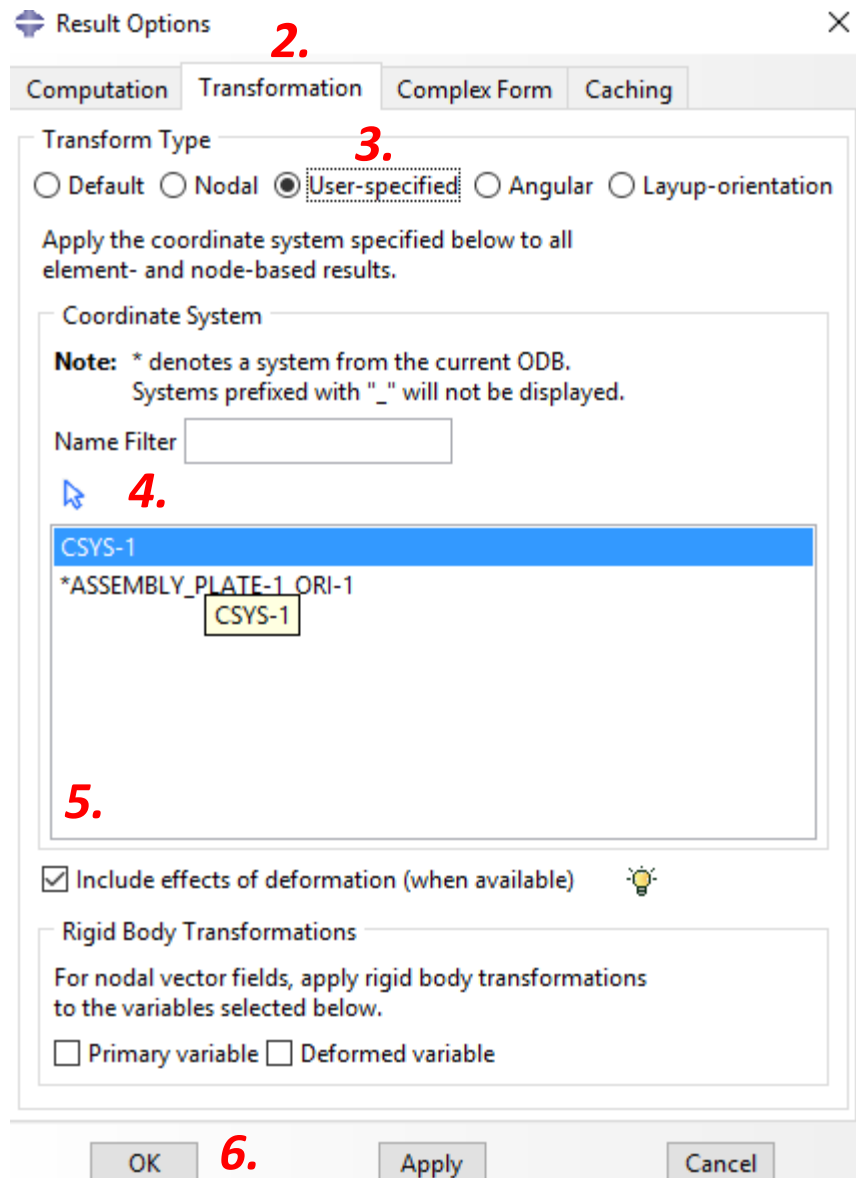 Result Options
2.
Computation Transformation Complex Form Caching
Transform Type
3.
Default Nodal User-specified Angular Layup-orientation
Apply the coordinate system specified below to all
element- and node-based results.
Coordinate System
Note: * denotes a system from the current ODB.
Systems prefixed with "_" will not be displayed.
Name Filter
4.
CSYS-1
*ASSEMBLY_PLATE-1_ORI-1
CSYS-1
5.
Include effects of deformation (when available)
Rigid Body Transformations
For nodal vector fields, apply rigid body transformations
to the variables selected below.
Primary variable Deformed variable
OK 6. Apply Cancel